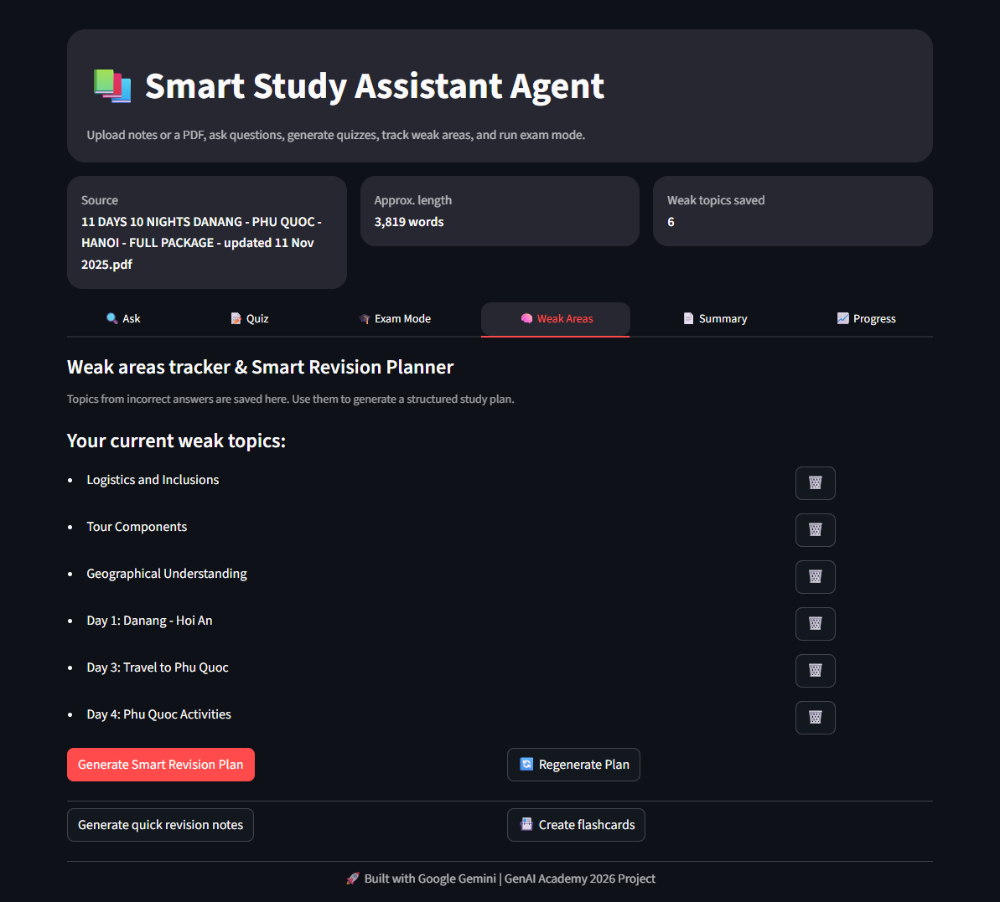 Smart Study Assistant Agent
Upload notes or a PDF, ask questions, generate quizzes, track weak areas, and run exam mode.
Source
11 DAYS 10 NIGHTS DANANG - PHU QUOC -
HANOI - FULL PACKAGE - updated 11 Nov
2025.pdf
Approx. length
3,819 words
Weak topics saved
6
Ask
Quiz
Exam Mode
Weak Areas
Summary
Progress
Weak areas tracker & Smart Revision Planner
Topics from incorrect answers are saved here. Use them to generate a structured study plan.
Your current weak topics:
• Logistics and Inclusions
• Tour Components
• Geographical Understanding
• Day 1: Danang - Hoi An
• Day 3: Travel to Phu Quoc
• Day 4: Phu Quoc Activities
Generate Smart Revision Plan
Regenerate Plan
Generate quick revision notes
Create flashcards
Built with Google Gemini | GenAI Academy 2026 Project